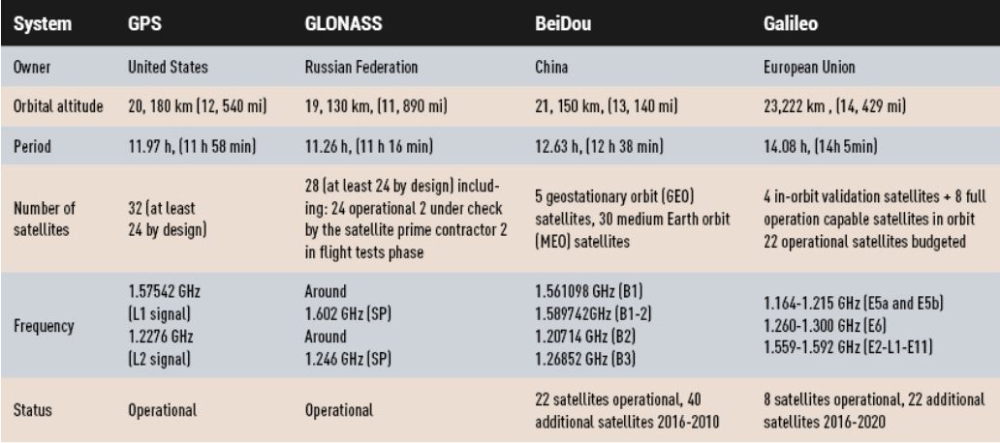 System GPS GLONASS BeiDou Galileo
Owner United States Russian Federation China European Union
Orbital altitude 20, 180 km (12, 540 mi) 19, 130 km, (11, 890 mi) 21, 150 km, (13, 140 mi) 23,222 km , (14, 429 mi)
Period 11.97 h, (11 h 58 min) 11.26 h, (11 h 16 min) 12.63 h, (12 h 38 min) 14.08 h, (14h 5min)
Number of
satellites
32 (at least
24 by design)
28 (at least 24 by design) includ-
ing: 24 operational 2 under check
by the satellite prime contractor 2
in flight tests phase
5 geostationary orbit (GEO)
satellites, 30 medium Earth orbit
(MEO) satellites
4 in-orbit validation satellites + 8 full
operation capable satellites in orbit
22 operational satellites budgeted
Frequency
1.57542 GHz
(L1 signal)
1.2276 GHz
(L2 signal)
Around
1.602 GHz (SP)
Around
1.246 GHz (SP)
1.561098 GHz (B1)
1.589742GHz (B1-2)
1.20714 GHz (B2)
1.26852 GHz (B3)
1.164-1.215 GHz (E5a and E5b)
1.260-1.300 GHz (E6)
1.559-1.592 GHz (E2-L1-E11)
Status
Operational
Operational
22 satellites operational, 40
additional satellites 2016-2010
8 satellites operational, 22 additional
satellites 2016-2020